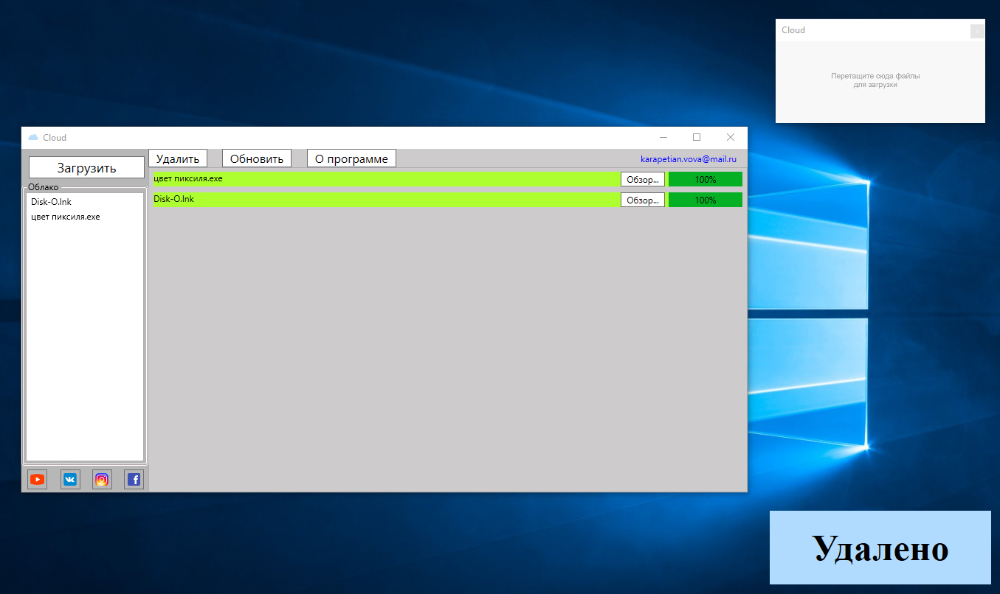 Cloud
Перетащите сюда файлы
для загрузки
Cloud
Загрузить
Удалить
Обновить
О программе
karapetian.vova@mail.ru
Облако
Disk-O.lnk
цвет пиксиля.exe
цвет пиксиля.exe
Обзор...
100%
Disk-O.lnk
Обзор...
100%
Удалено